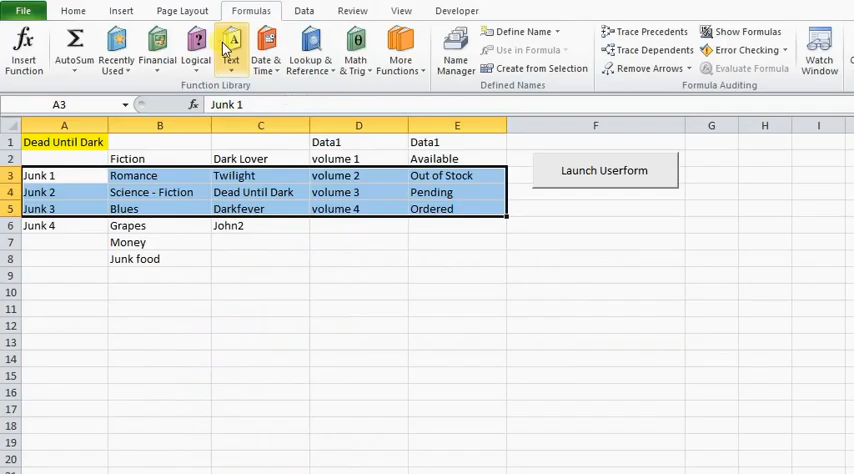 File Home Insert Page Layout Formulas Data Review View Developer
fx Σ ? A θ
Insert Function AutoSum Recently Used Financial Logical Text Date & Time Lookup & Reference Math & Trig More Functions
Name Manager Define Name Use in Formula Create from Selection
Trace Precedents Trace Dependents Remove Arrows Show Formulas Error Checking Evaluate Formula Watch Window
Function Library Defined Names Formula Auditing
A3 fx Junk 1
A B C D E F G H I
1 Dead Until Dark Data1 Data1
2 Fiction Dark Lover volume 1 Available
3 Junk 1 Romance Twilight volume 2 Out of Stock
Launch Userform
4 Junk 2 Science - Fiction Dead Until Dark volume 3 Pending
5 Junk 3 Blues Darkfever volume 4 Ordered
6 Junk 4 Grapes John2
7 Money
8 Junk food
9
10
11
12
13
14
15
16
17
18
19
20